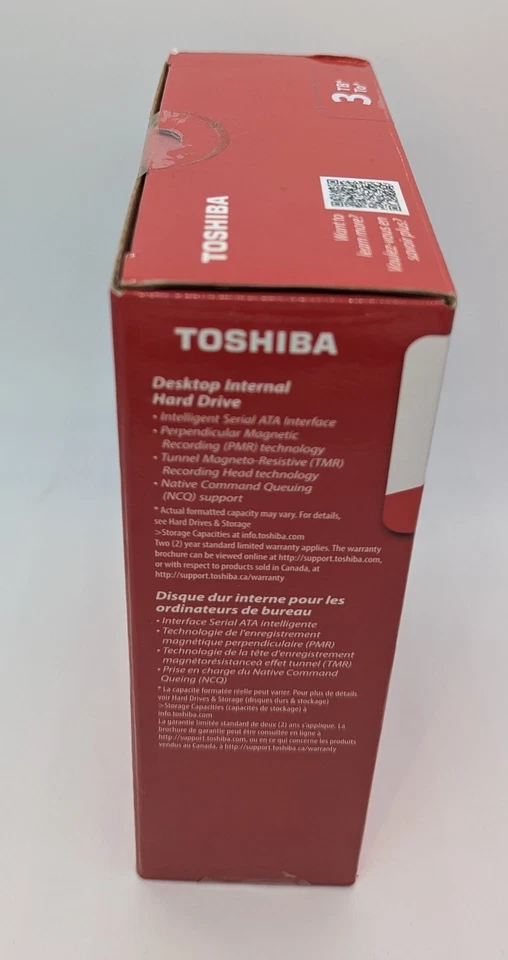 3 TB*
To*
Want to
learn more?
Voulez-vous en
savoir plus?
TOSHIBA
TOSHIBA
Desktop Internal
Hard Drive
• Intelligent Serial ATA Interface
• Perpendicular Magnetic
Recording (PMR) technology
• Tunnel Magneto-Resistive (TMR)
Recording Head technology
• Native Command Queuing
(NCQ) support
* Actual formatted capacity may vary. For details,
see Hard Drives & Storage
>Storage Capacities at info.toshiba.com
Two (2) year standard limited warranty applies. The warranty
brochure can be viewed online at http://support.toshiba.com,
or with respect to products sold in Canada, at
http://support.toshiba.ca/warranty
Disque dur interne pour les
ordinateurs de bureau
• Interface Serial ATA intelligente
• Technologie de l'enregistrement
magnétique perpendiculaire (PMR)
• Technologie de la tête d'enregistrement
magnétorésistanceà effet tunnel (TMR)
• Prise en charge du Native Command
Queing (NCQ)
* La capacité formatée réelle peut varier. Pour plus de détails
voir Hard Drives & Storage (disques durs & stockage)
>Storage Capacities (capacités de stockage) à
info.toshiba.com
La garantie limitée standard de deux (2) ans s'applique. La
brochure de garantie peut être consultée en ligne à
http://support.toshiba.com, ou en ce qui concerne les produits
vendus au Canada, à http://support.toshiba.ca/warranty